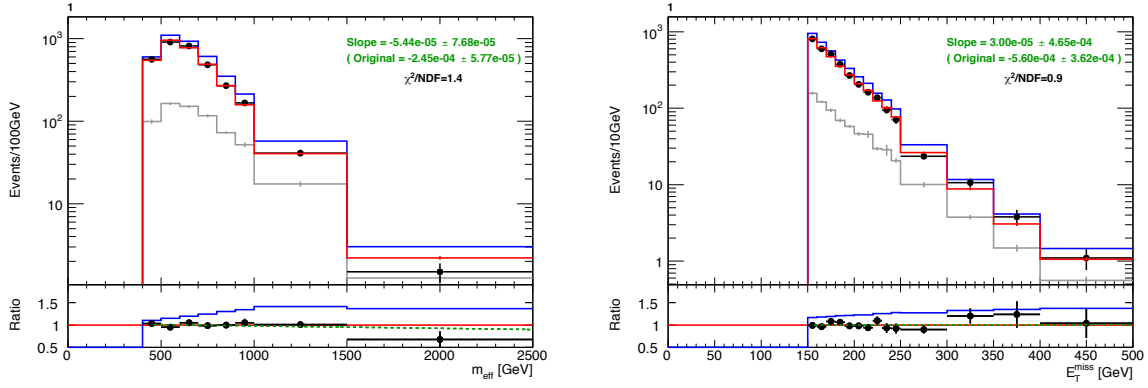 1
Slope = -5.44e-05 ± 7.68e-05
( Original = -2.45e-04 ± 5.77e-05 )
χ²/NDF=1.4
Events/100GeV
10³
10²
10
1
Ratio
1.5
1
0.5
0 500 1000 1500 2000 2500
m_eff [GeV]
1
Slope = 3.00e-05 ± 4.65e-04
( Original = -5.60e-04 ± 3.62e-04 )
χ²/NDF=0.9
Events/10GeV
10³
10²
10
1
Ratio
1.5
1
0.5
0 50 100 150 200 250 300 350 400 450 500
E_T^miss [GeV]